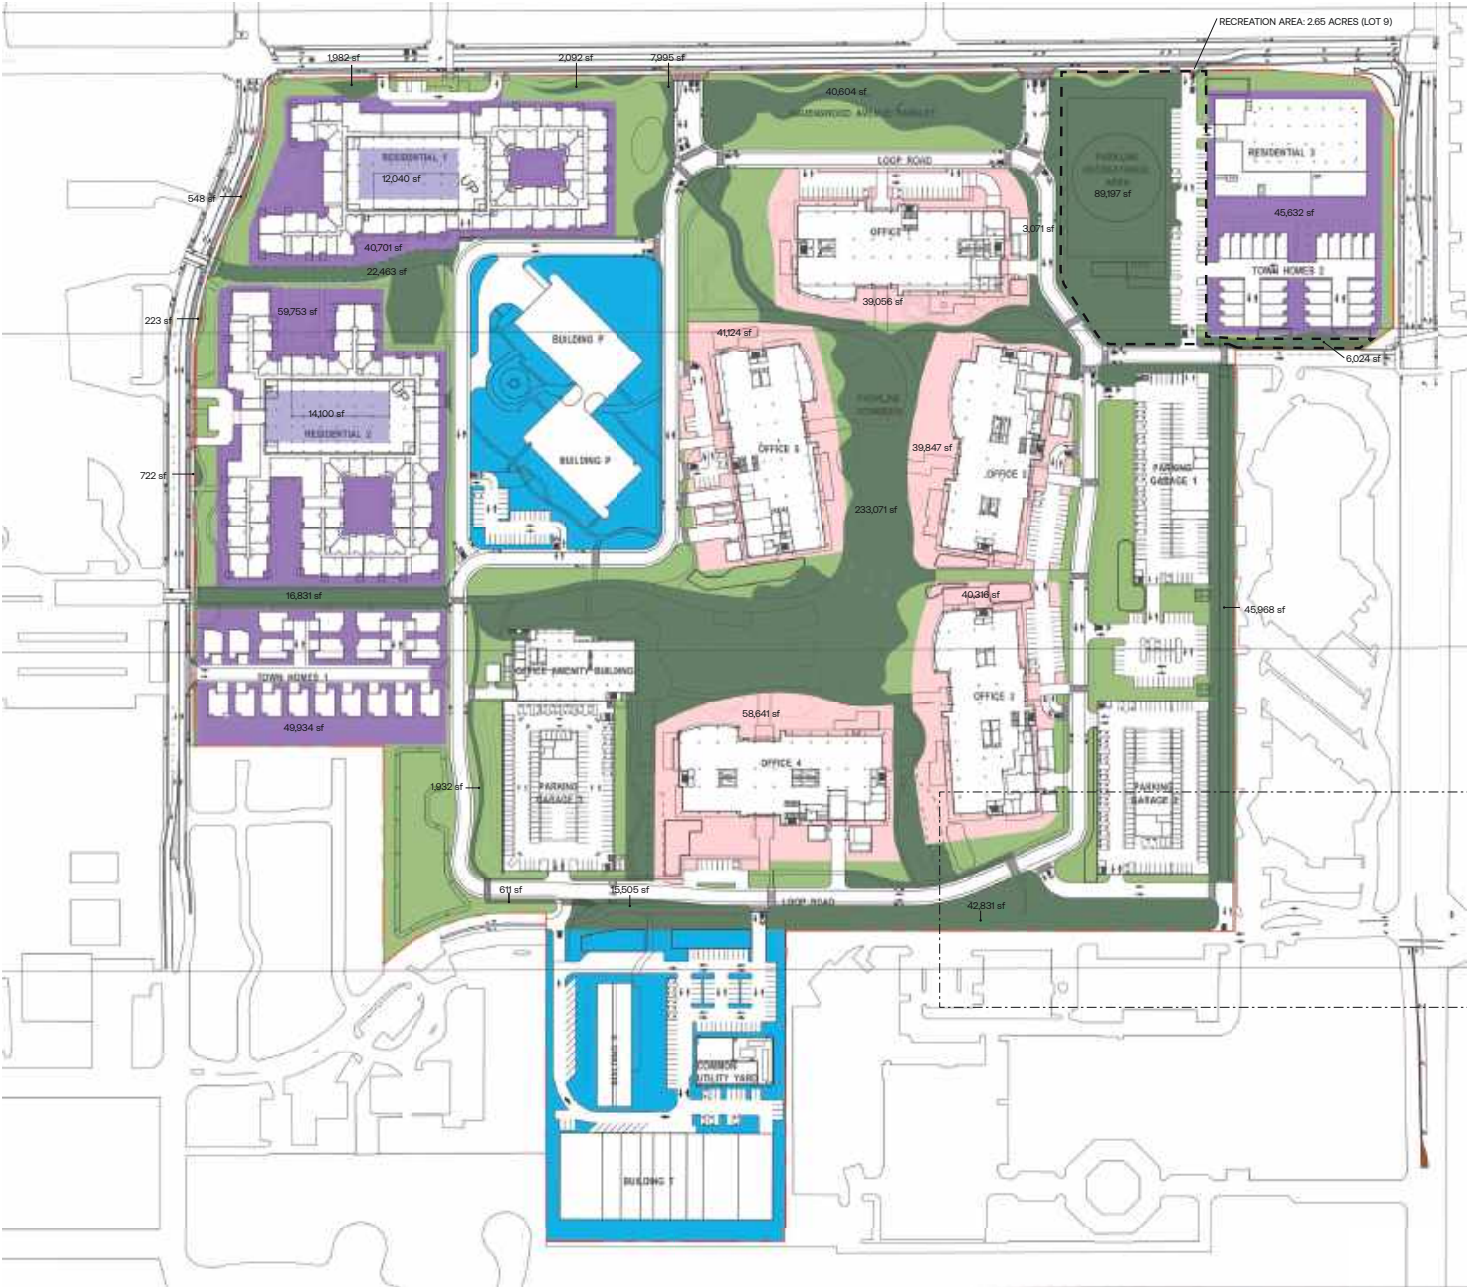 RECREATION AREA: 2.65 ACRES (LOT 9)
1,982 sf
2,092 sf
7,995 sf
40,604 sf
RESIDENTIAL 1
12,040 sf
LOOP ROAD
RESIDENTIAL 3
548 sf
PARKLINE
RECREATIONAL
AREA
89,197 sf
45,632 sf
OFFICE
3,071 sf
40,701 sf
22,463 sf
TOWN HOMES 2
39,056 sf
59,753 sf
223 sf
41,124 sf
BUILDING P
6,024 sf
14,100 sf
RESIDENTIAL 2
OFFICE 5
39,847 sf
BUILDING P
OFFICE 2
PARKING
GARAGE 1
722 sf
233,071 sf
16,831 sf
40,316 sf
45,968 sf
OFFICE AMENITY BUILDING
TOWN HOMES 1
OFFICE 3
58,641 sf
49,934 sf
OFFICE 4
1,932 sf
PARKING
GARAGE 3
PARKING
GARAGE 2
611 sf
15,505 sf
LOOP ROAD
42,831 sf
COMMON
UTILITY YARD
BUILDING T